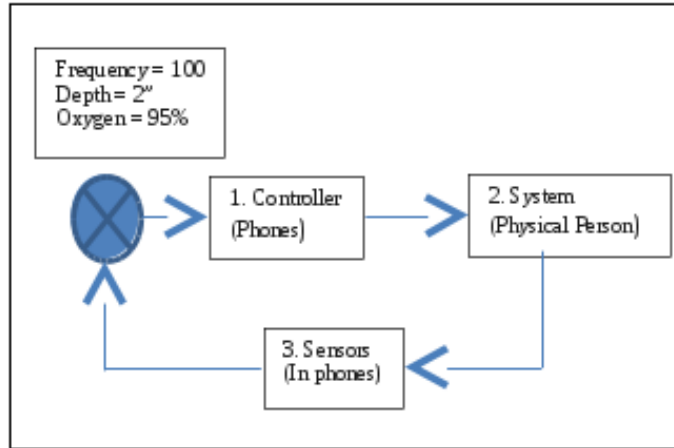 Frequency = 100
Depth = 2”
Oxygen = 95%
1. Controller
(Phones)
2. System
(Physical Person)
3. Sensors
(In phones)